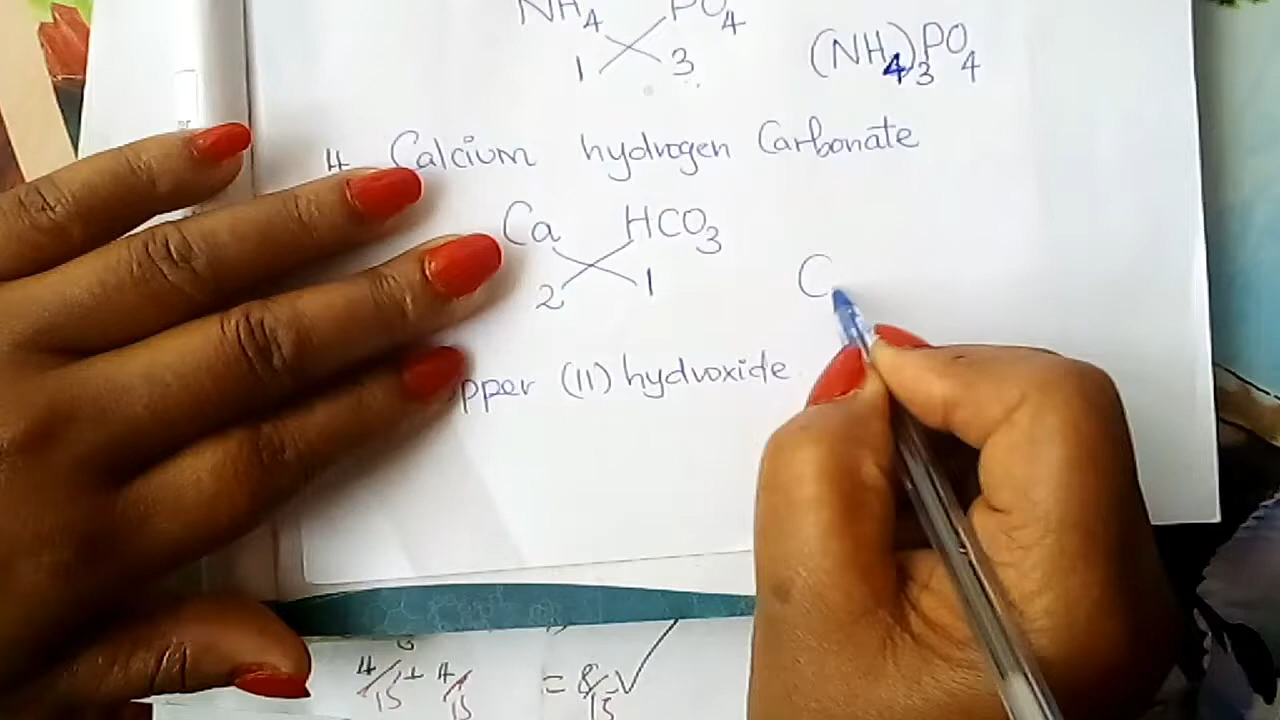 NH4 PO4
1 3 (NH4)3PO4
4 Calcium hydrogen Carbonate
Ca HCO3
2 1 C
pper (11) hydroxide
4/15 + 4/15 = 8/15 ✓